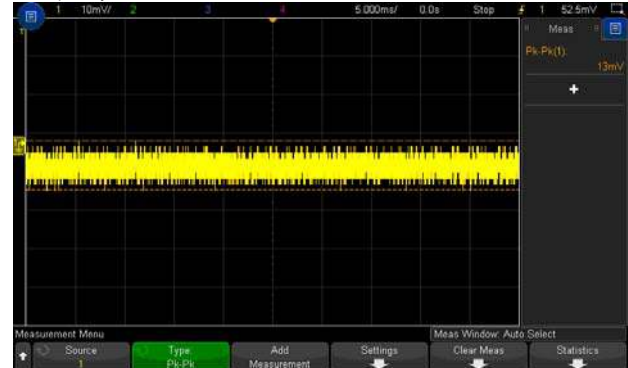 1 10mV/ 2 3 4 5.000ms/ 0.0s Stop 1 52.5mV
Meas
Pk-Pk(1):
13mV
Measurement Menu
Meas Window: Auto Select
Source
1
Type:
Pk-Pk
Add
Measurement
Settings
Clear Meas
Statistics